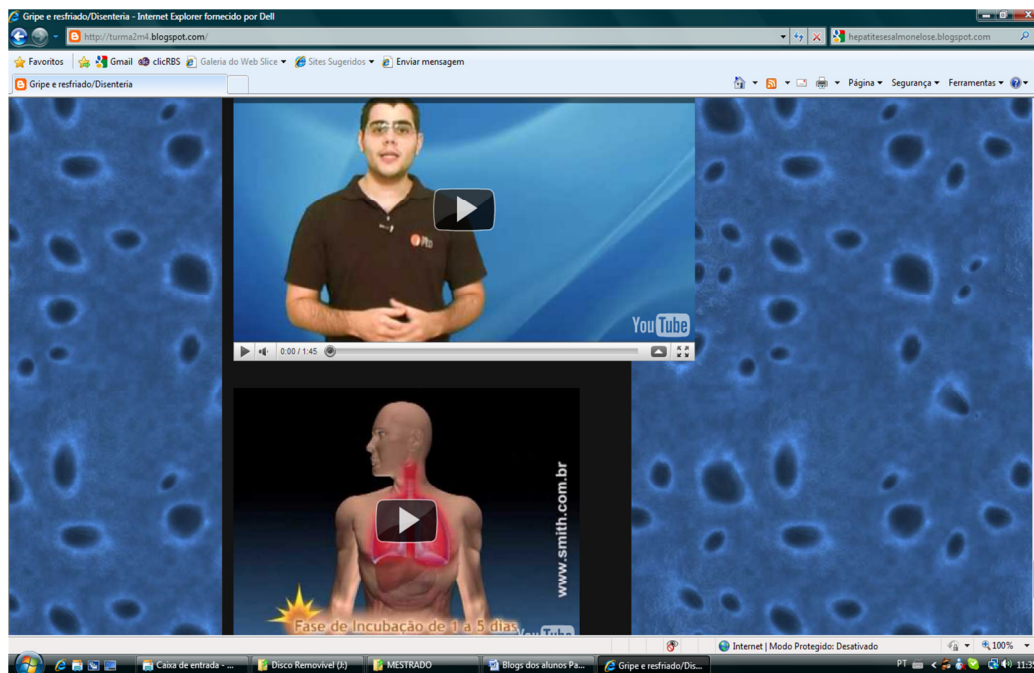 Gripe e resfriado/Disenteria - Internet Explorer fornecido por Dell
http://turma2m4.blogspot.com/
hepatitesesalmonelose.blogspot.com
Favoritos
Gmail
clicRBS
Galeria do Web Slice
Sites Sugeridos
Enviar mensagem
Gripe e resfriado/Disenteria
Página
Segurança
Ferramentas
YouTube
0:00 / 1:45
www.smith.com.br
Fase de Incubação de 1 a 5 dias
YouTube
Internet | Modo Protegido: Desativado
100%
Caixa de entrada - ...
Disco Removível (J:)
MESTRADO
Blogs dos alunos Pa...
Gripe e resfriado/Dis...
PT